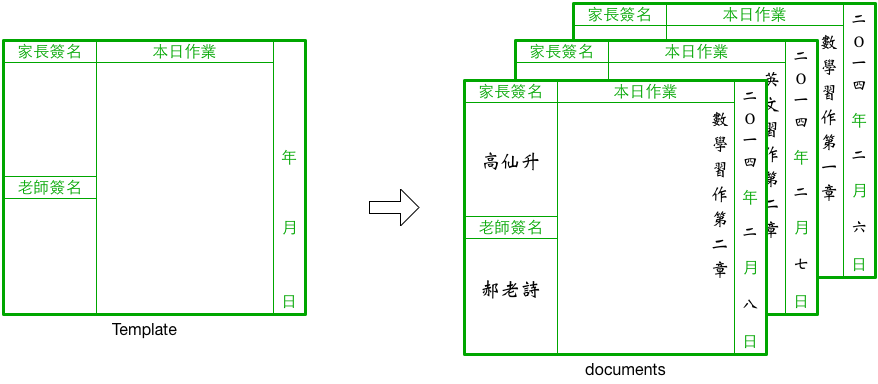 家長簽名
本日作業
年月日
老師簽名
Template
家長簽名
本日作業
二〇一四年二月六日
數學習作第一章
家長簽名
本日作業
二〇一四年二月七日
英文習作第二章
家長簽名
本日作業
二〇一四年二月八日
數學習作第二章
高仙升
老師簽名
郝老詩
documents